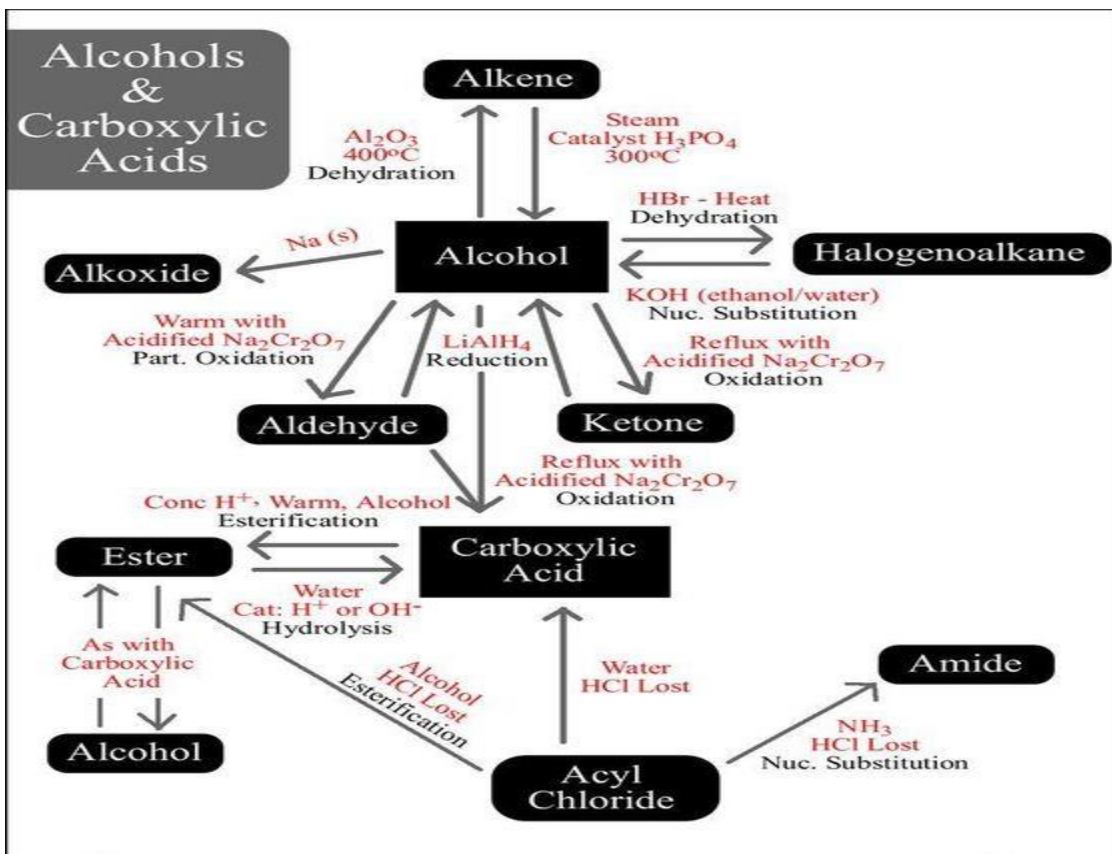 Alcohols
&
Carboxylic
Acids
Alkene
Al₂O₃
400ºC
Dehydration
Steam
Catalyst H₃PO₄
300ºC
HBr - Heat
Dehydration
Na (s)
Alcohol
Halogenoalkane
Alkoxide
KOH (ethanol/water)
Nuc. Substitution
Warm with
Acidified Na₂Cr₂O₇
Part. Oxidation
LiAlH₄
Reduction
Reflux with
Acidified Na₂Cr₂O₇
Oxidation
Aldehyde
Ketone
Reflux with
Acidified Na₂Cr₂O₇
Oxidation
Conc H⁺, Warm, Alcohol
Esterification
Ester
Carboxylic
Acid
Water
Cat: H⁺ or OH⁻
Hydrolysis
As with
Carboxylic
Acid
Alcohol
HCl Lost
Esterification
Water
HCl Lost
Amide
Alcohol
NH₃
HCl Lost
Nuc. Substitution
Acyl
Chloride